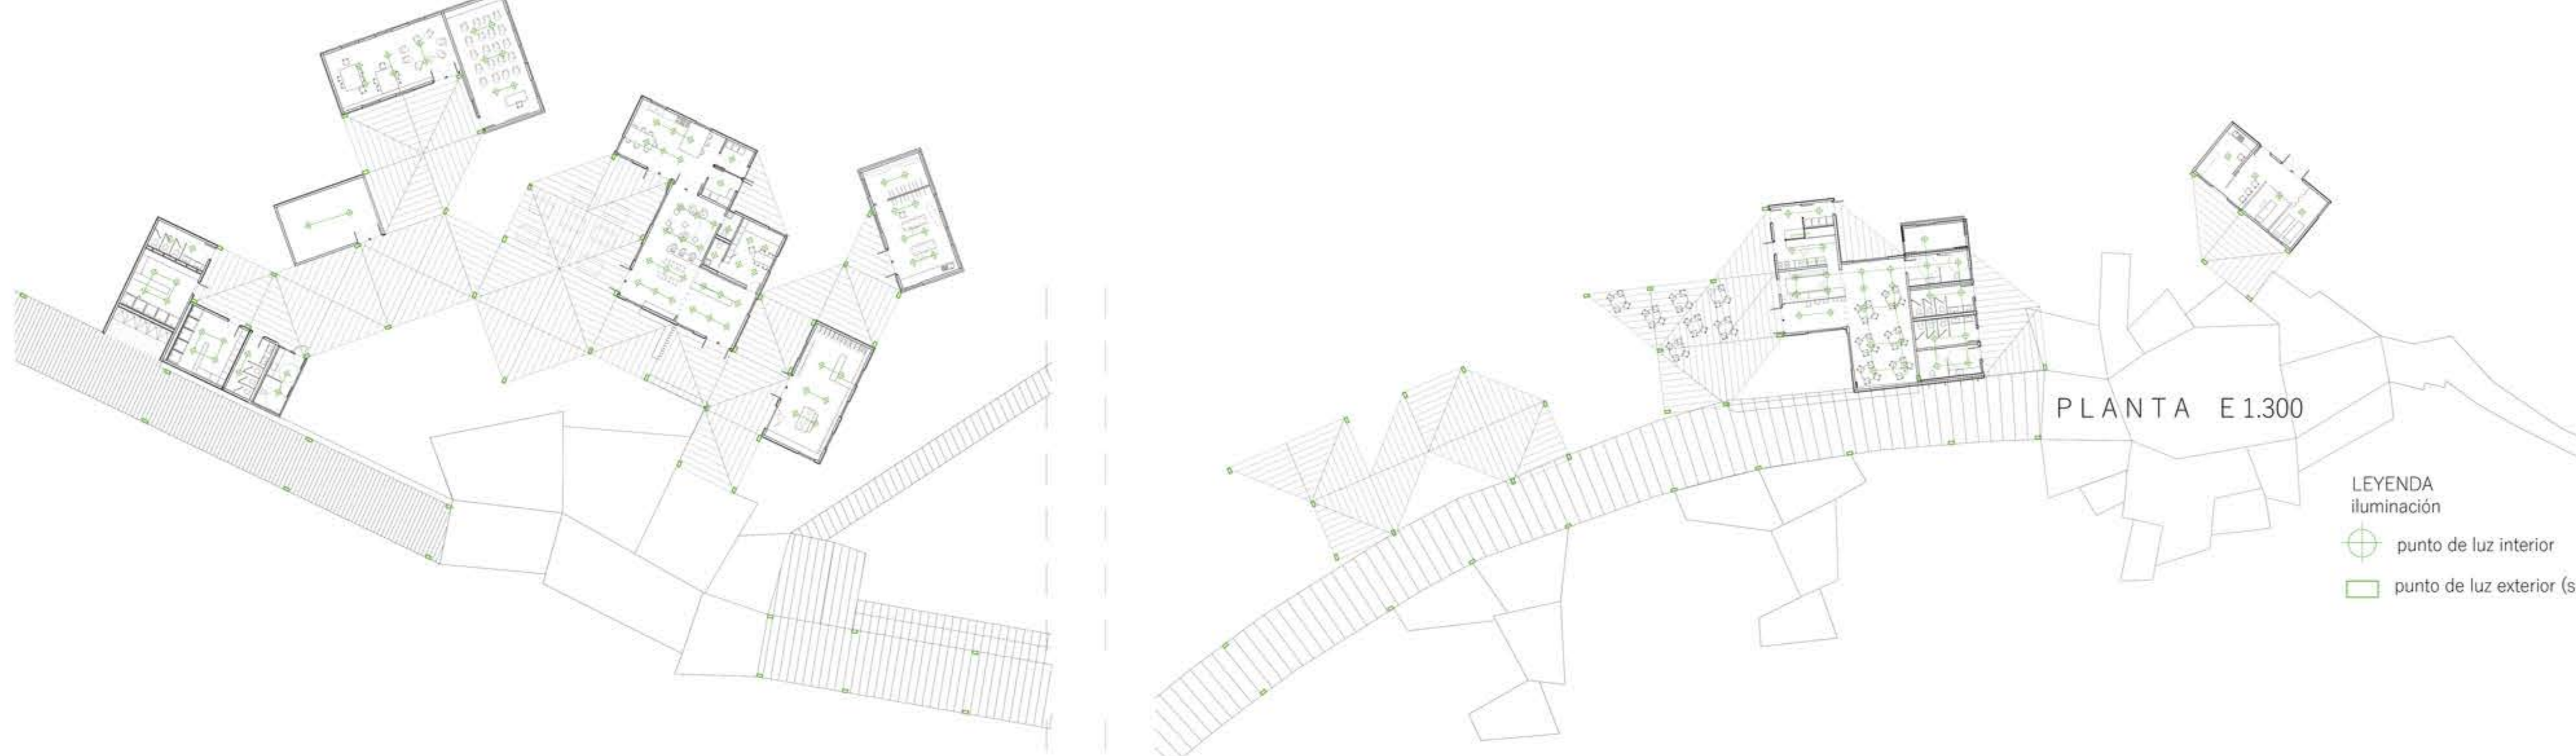 PLANTA E 1.300
LEYENDA
iluminación
punto de luz interior
punto de luz exterior (s